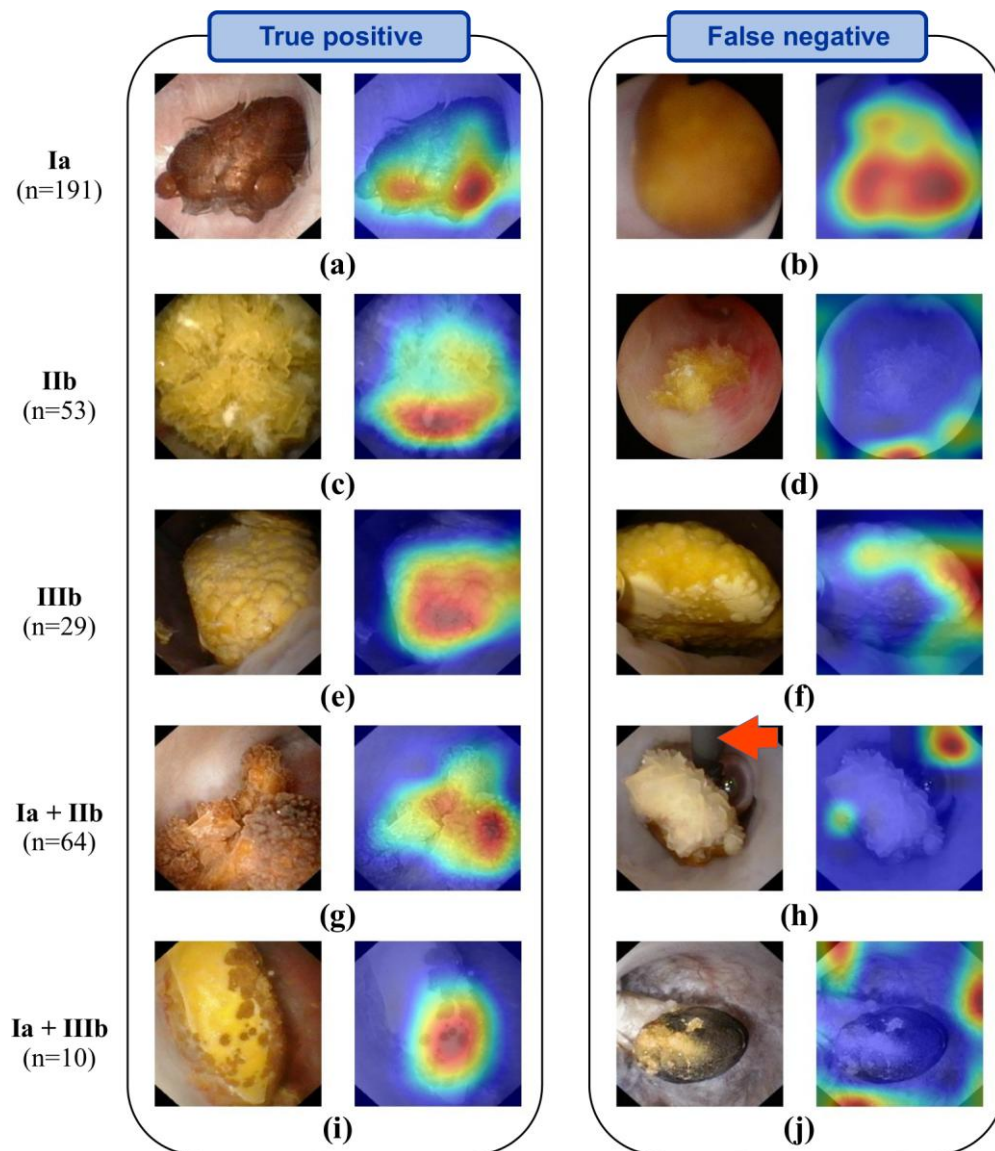 True positive
False negative
Ia
(n=191)
(a)
(b)
IIb
(n=53)
(c)
(d)
IIIb
(n=29)
(e)
(f)
Ia + IIb
(n=64)
(g)
(h)
Ia + IIIb
(n=10)
(i)
(j)